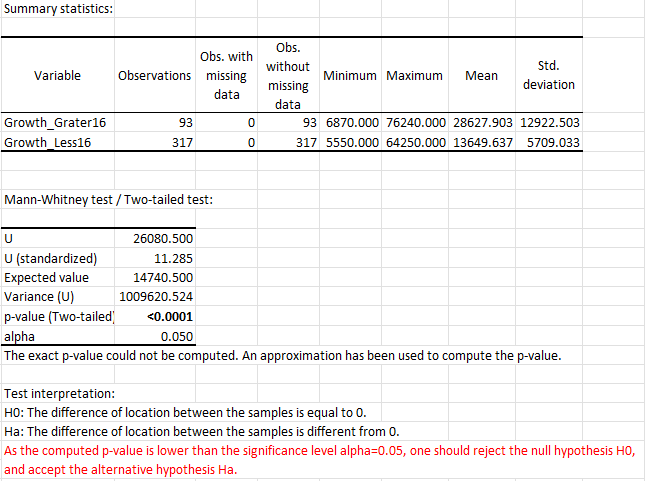 Summary statistics:
Variable Observations Obs. with missing data Obs. without missing data Minimum Maximum Mean Std. deviation
Growth_Grater16 93 0 93 6870.000 76240.000 28627.903 12922.503
Growth_Less16 317 0 317 5550.000 64250.000 13649.637 5709.033
Mann-Whitney test / Two-tailed test:
U 26080.500
U (standardized) 11.285
Expected value 14740.500
Variance (U) 1009620.524
p-value (Two-tailed) <0.0001
alpha 0.050
The exact p-value could not be computed. An approximation has been used to compute the p-value.
Test interpretation:
H0: The difference of location between the samples is equal to 0.
Ha: The difference of location between the samples is different from 0.
As the computed p-value is lower than the significance level alpha=0.05, one should reject the null hypothesis H0,
and accept the alternative hypothesis Ha.